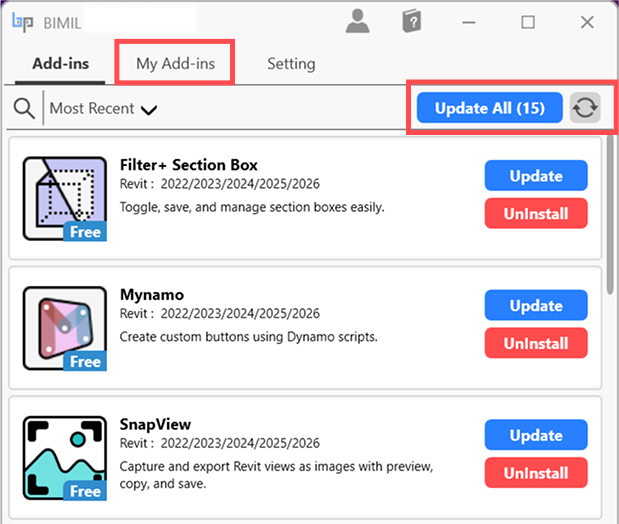 bp BIMIL
Add-ins My Add-ins Setting
Most Recent Update All (15)
Filter+ Section Box
Revit : 2022/2023/2024/2025/2026
Toggle, save, and manage section boxes easily.
Free
Update
UnInstall
Mynamo
Revit : 2022/2023/2024/2025/2026
Create custom buttons using Dynamo scripts.
Free
Update
UnInstall
SnapView
Revit : 2022/2023/2024/2025/2026
Capture and export Revit views as images with preview,
copy, and save.
Free
Update
UnInstall